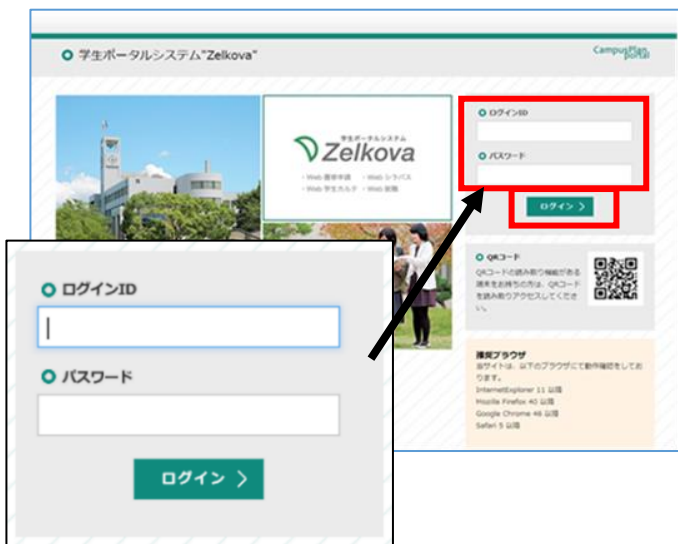 学生ポータルシステム"Zelkova"
CampusPlan
portal
学生ポータルシステム
Zelkova
・Web 履修申請 ・Web シラバス
・Web 学生カルテ ・Web 就職
ログインID
パスワード
ログイン >
QRコード
QRコードの読み取り機能がある
端末をお持ちの方は、QRコード
を読み取りアクセスしてくださ
い。
推奨ブラウザ
当サイトは、以下のブラウザにて動作確認をしてお
ります。
InternetExplorer 11 以降
Mozilla Firefox 40 以降
Google Chrome 46 以降
Safari 5 以降
ログインID
パスワード
ログイン >